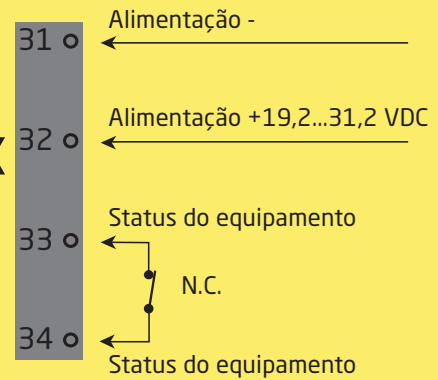 Alimentação -
31
Alimentação +19,2...31,2 VDC
32
Status do equipamento
33
N.C.
34
Status do equipamento